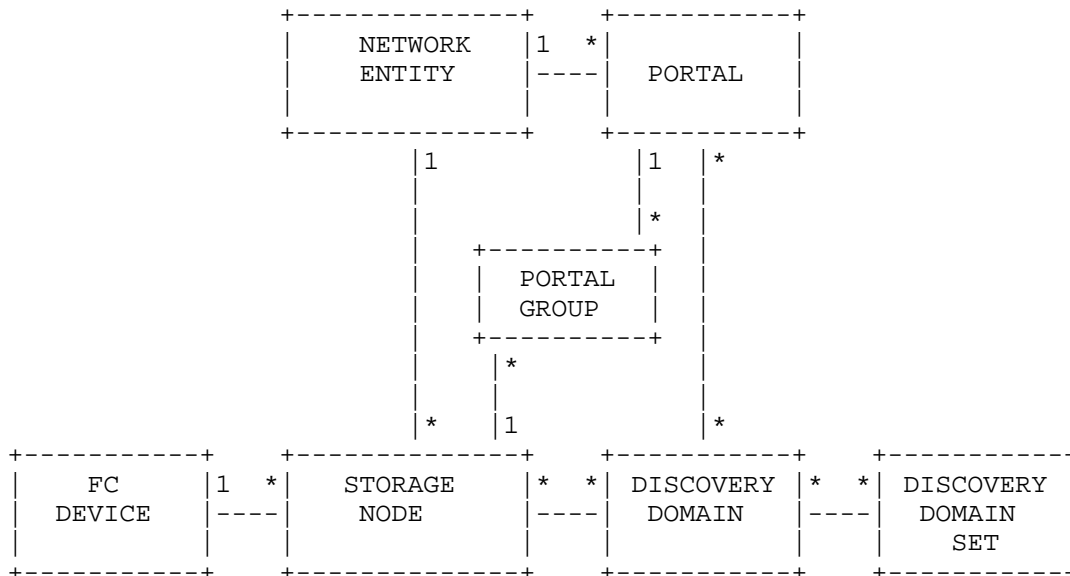 +--------------+    +-----------+
|    NETWORK   |1  *|           |
|    ENTITY    |----|  PORTAL   |
|              |    |           |
+--------------+    +-----------+
        |1            |1  |*
        |             |   |
        |             |*  |
        |   +----------+  |
        |   |  PORTAL  |  |
        |   |  GROUP   |  |
        |   +----------+  |
        |    |*           |
        |    |            |
        |*   |1           |*
+-----------+    +--------------+    +-----------+    +------------+
|    FC     |1  *|   STORAGE    |*  *| DISCOVERY |*  *| DISCOVERY
|  DEVICE   |----|    NODE      |----|  DOMAIN   |----|  DOMAIN
|           |    |              |    |           |    |    SET
+-----------+    +--------------+    +-----------+    +------------+